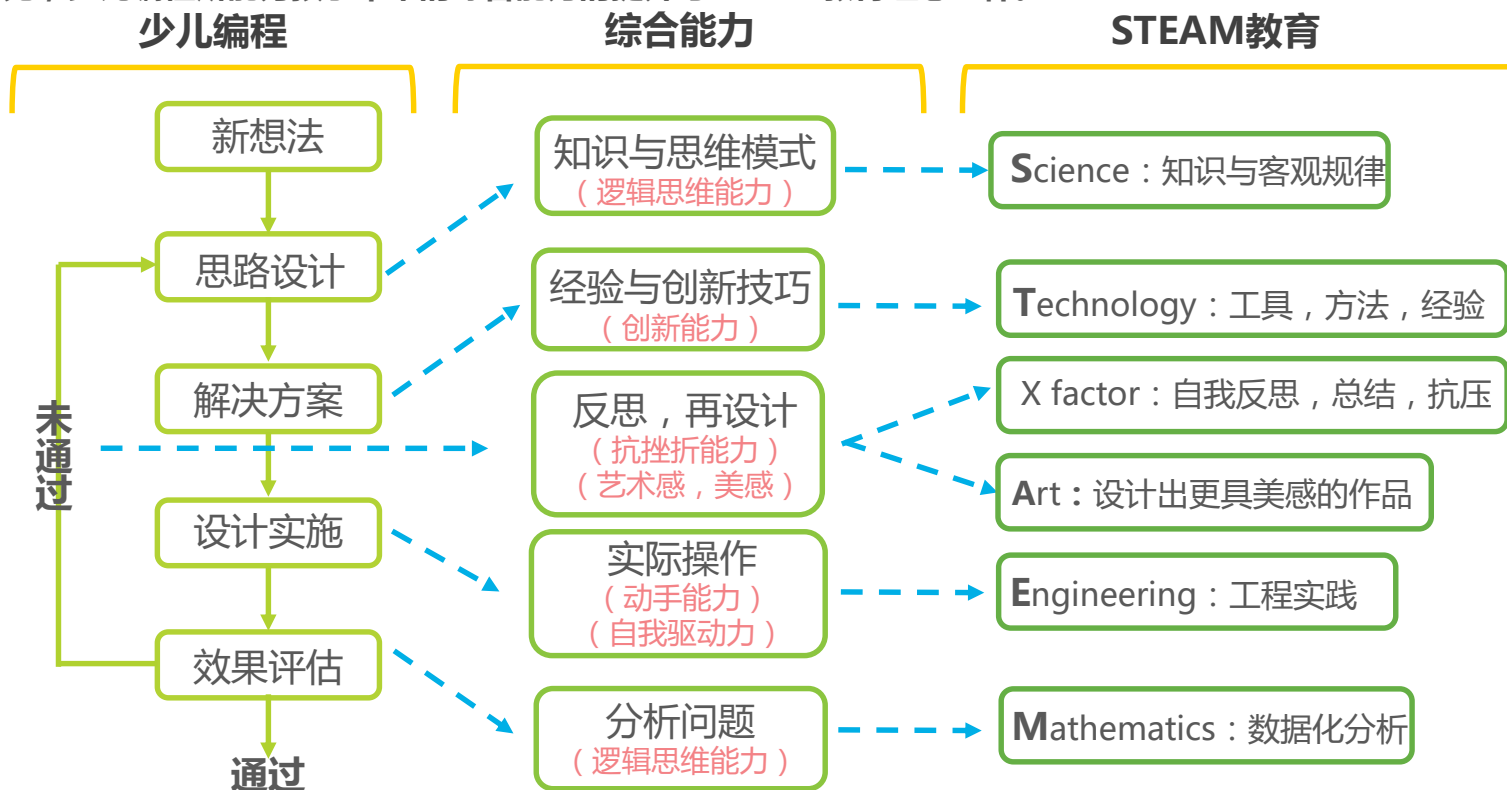 少儿编程
综合能力
STEAM教育
新想法
思路设计
解决方案
设计实施
效果评估
未通过
通过
知识与思维模式
（逻辑思维能力）
经验与创新技巧
（创新能力）
反思，再设计
（抗挫折能力）
（艺术感，美感）
实际操作
（动手能力）
（自我驱动力）
分析问题
（逻辑思维能力）
Science：知识与客观规律
Technology：工具，方法，经验
X factor：自我反思，总结，抗压
Art：设计出更具美感的作品
Engineering：工程实践
Mathematics：数据化分析